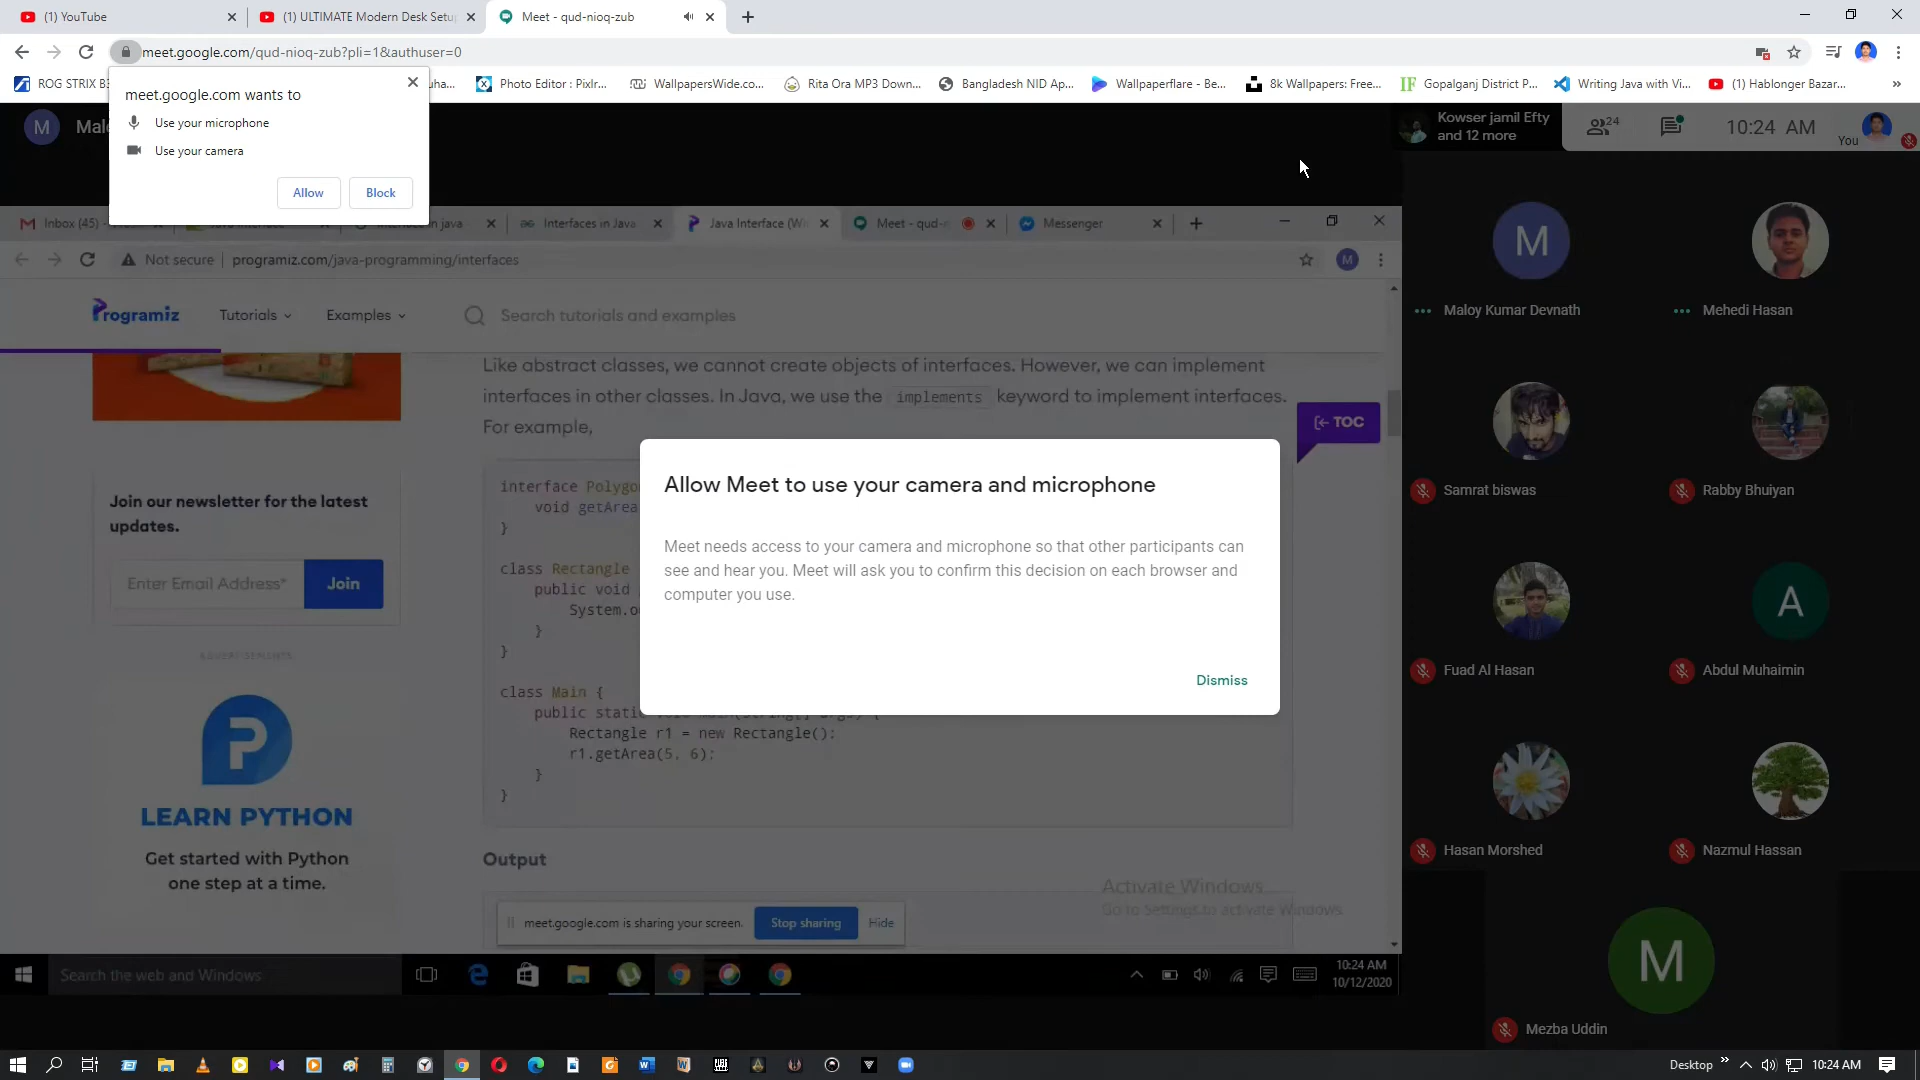 (1) YouTube
(1) ULTIMATE Modern Desk Setu
Meet - qud-nioq-zub
meet.google.com/qud-nioq-zub?pli=1&authuser=0
ROG STRIX B3
Photo Editor : Pixlr...
WallpapersWide.co...
Rita Ora MP3 Down...
Bangladesh NID Ap...
Wallpaperflare - Be...
8k Wallpapers: Free...
Gopalganj District P...
Writing Java with Vi...
(1) Hablonger Bazar...
meet.google.com wants to
Use your microphone
Use your camera
Allow
Block
M
Kowser jamil Efty
and 12 more
24
10:24 AM
You
Inbox (45)
Interfaces in Java
Java Interface (Wi
Meet - qud-n
Messenger
Not secure
programiz.com/java-programming/interfaces
M
Programiz
Tutorials
Examples
Search tutorials and examples
Like abstract classes, we cannot create objects of interfaces. However, we can implement
interfaces in other classes. In Java, we use the implements keyword to implement interfaces.
For example,
TOC
interface Polygo
void getArea
}
class Rectangle
public void
System.o
}
}
class Main {
public stati
Rectangle r1 = new Rectangle();
r1.getArea(5, 6);
}
}
Output
Join our newsletter for the latest
updates.
Enter Email Address*
Join
ADVERTISEMENTS
LEARN PYTHON
Get started with Python
one step at a time.
Allow Meet to use your camera and microphone
Meet needs access to your camera and microphone so that other participants can
see and hear you. Meet will ask you to confirm this decision on each browser and
computer you use.
Dismiss
Activate Windows
Go to Settings to activate Windows.
meet.google.com is sharing your screen.
Stop sharing
Hide
Search the web and Windows
10:24 AM
10/12/2020
M
Maloy Kumar Devnath
Mehedi Hasan
Samrat biswas
Rabby Bhuiyan
Fuad Al Hasan
A
Abdul Muhaimin
Hasan Morshed
Nazmul Hassan
M
Mezba Uddin
Desktop
10:24 AM